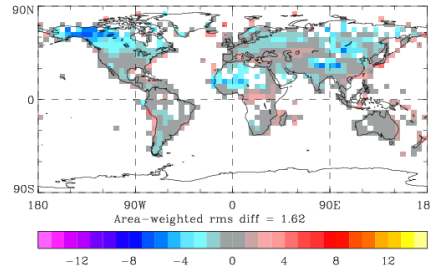 90N
0
90S
180 90W 0 90E 18
Area-weighted rms diff = 1.62
-12 -8 -4 0 4 8 12